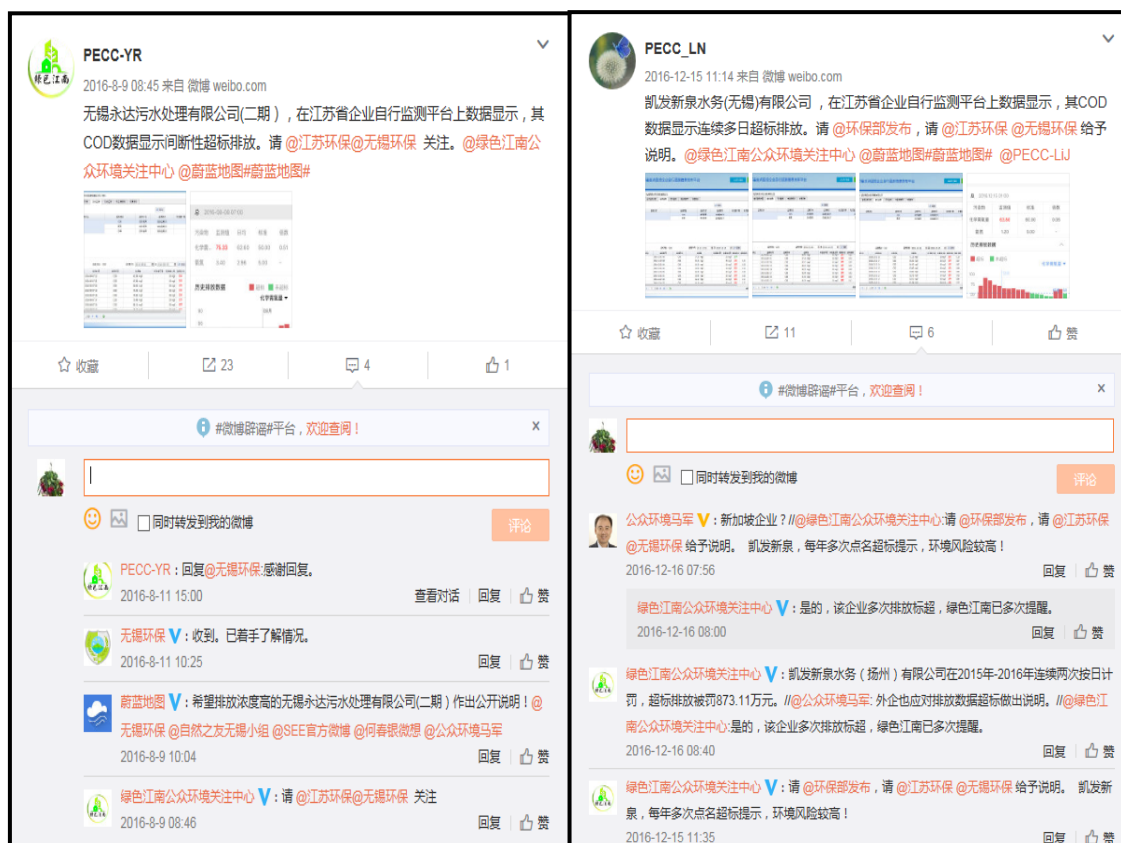 PECC-YR
2016-8-9 08:45 来自 微博 weibo.com
无锡永达污水处理有限公司(二期），在江苏省企业自行监测平台上数据显示，其
COD数据显示间断性超标排放。请 @江苏环保@无锡环保 关注。@绿色江南公
众环境关注中心 @蔚蓝地图#蔚蓝地图#
历史排放数据
收藏
23
4
1
#微博辟谣#平台，欢迎查阅！
x
同时转发到我的微博
评论
PECC-YR：回复@无锡环保:感谢回复。
2016-8-11 15:00
查看对话 回复 赞
无锡环保 V：收到。已着手了解情况。
2016-8-11 10:25
回复 赞
蔚蓝地图 V：希望排放浓度高的无锡永达污水处理有限公司(二期）作出公开说明！@
无锡环保 @自然之友无锡小组 @SEE官方微博 @何春银微想 @公众环境马军
2016-8-9 10:04
回复 赞
绿色江南公众环境关注中心 V：请 @江苏环保@无锡环保 关注
2016-8-9 08:46
回复 赞
PECC_LN
2016-12-15 11:14 来自 微博 weibo.com
凯发新泉水务(无锡)有限公司 ，在江苏省企业自行监测平台上数据显示，其COD
数据显示连续多日超标排放。请 @环保部发布，请 @江苏环保 @无锡环保 给予
说明。@绿色江南公众环境关注中心 @蔚蓝地图#蔚蓝地图# @PECC-LiJ
历史排放数据
收藏
11
6
赞
#微博辟谣#平台，欢迎查阅！
x
同时转发到我的微博
评论
公众环境马军 V：新加坡企业？//@绿色江南公众环境关注中心:请 @环保部发布，请 @江苏环保
@无锡环保 给予说明。 凯发新泉，每年多次点名超标提示，环境风险较高！
2016-12-16 07:56
回复 赞
绿色江南公众环境关注中心 V：是的，该企业多次排放标超，绿色江南已多次提醒。
2016-12-16 08:00
回复 赞
绿色江南公众环境关注中心 V：凯发新泉水务（扬州）有限公司在2015年-2016年连续两次按日计
罚，超标排放被罚873.11万元。//@公众环境马军: 外企也应对排放数据超标做出说明。//@绿色江
南公众环境关注中心:是的，该企业多次排放标超，绿色江南已多次提醒。
2016-12-16 08:40
回复 赞
绿色江南公众环境关注中心 V：请 @环保部发布，请 @江苏环保 @无锡环保 给予说明。 凯发新
泉，每年多次点名超标提示，环境风险较高！
2016-12-15 11:35
回复 赞